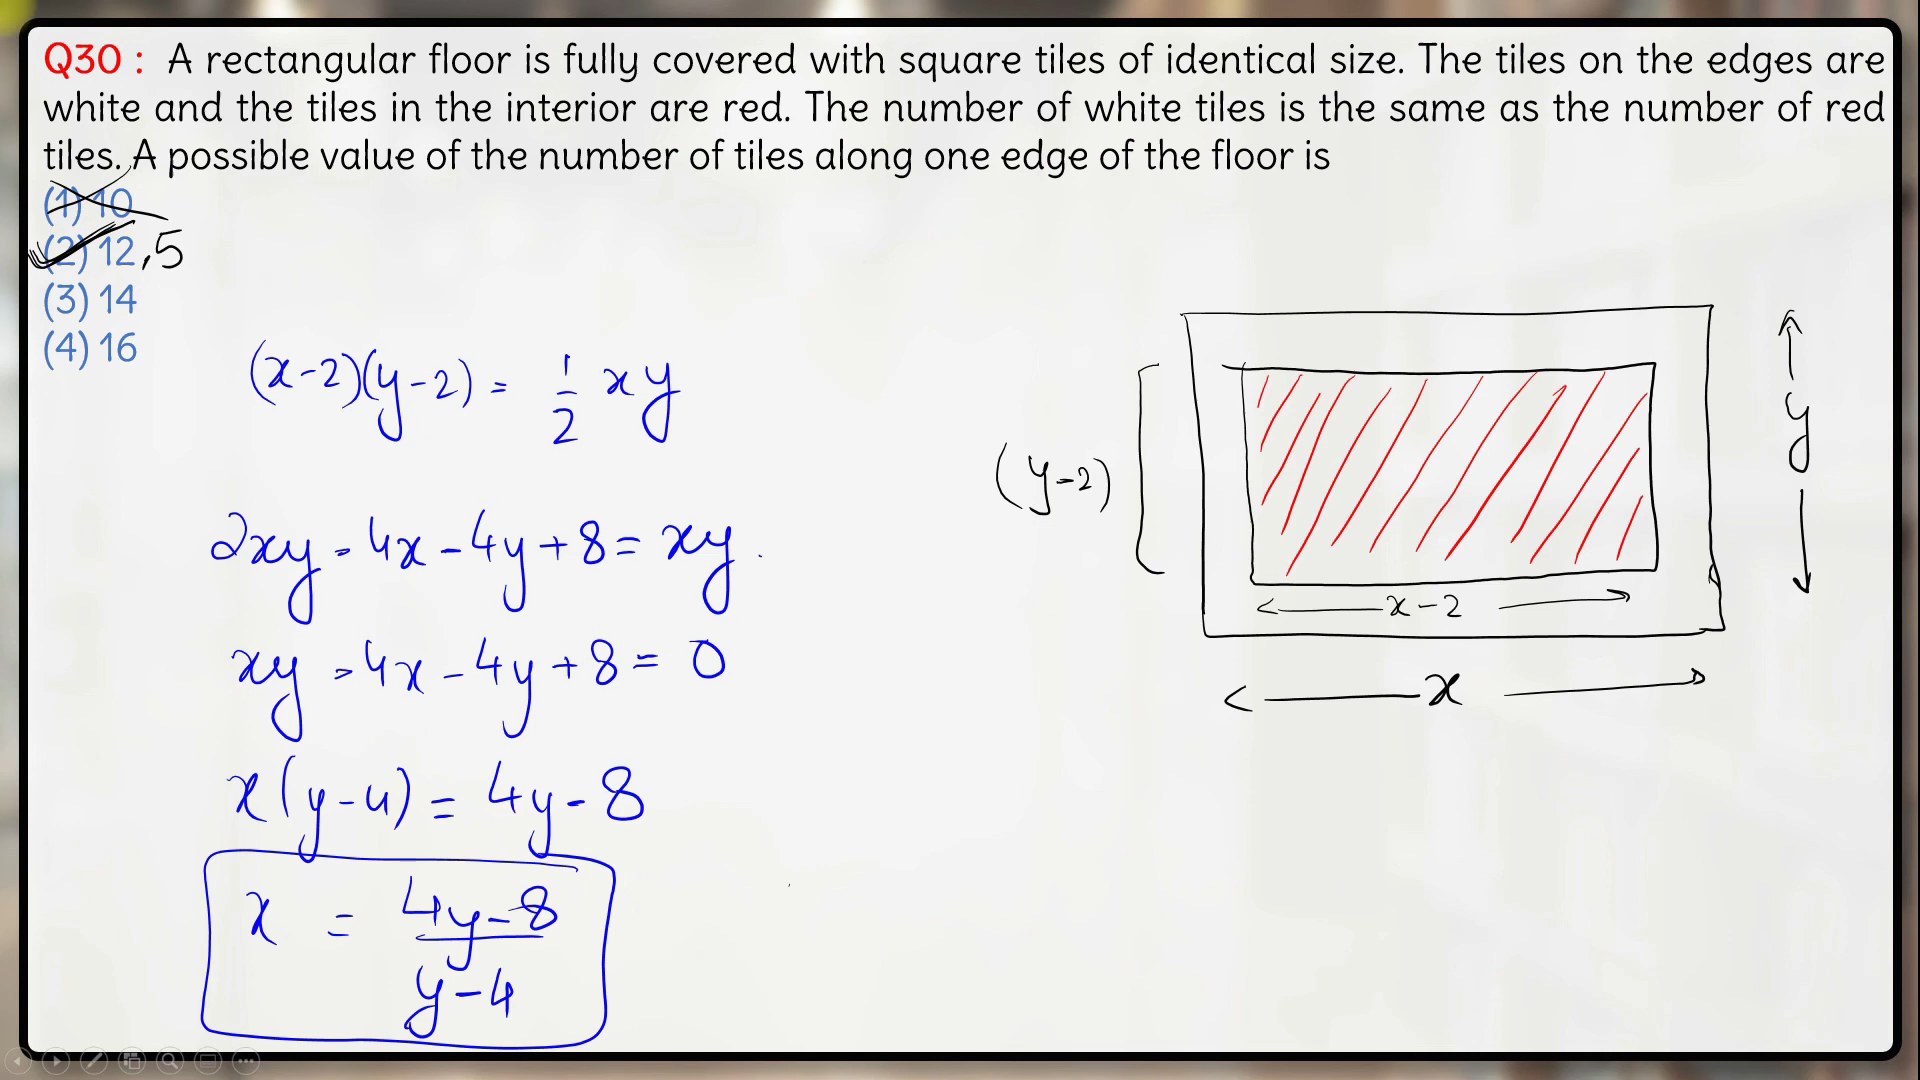 Q30 : A rectangular floor is fully covered with square tiles of identical size. The tiles on the edges are
white and the tiles in the interior are red. The number of white tiles is the same as the number of red
tiles. A possible value of the number of tiles along one edge of the floor is
(1) 10
(2) 12 , 5
(3) 14
(4) 16
(x-2)(y-2) = 1/2 xy
2xy - 4x - 4y + 8 = xy
xy - 4x - 4y + 8 = 0
x(y-4) = 4y - 8
x = 4y-8
y-4
y
(y-2)
x-2
x